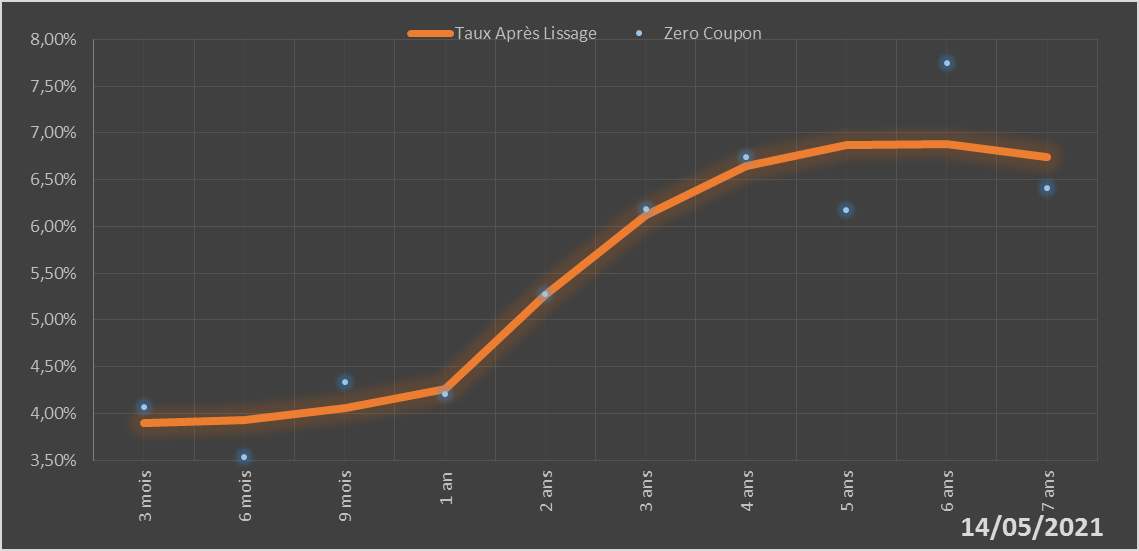 Taux Après Lissage
Zero Coupon
8,00%
7,50%
7,00%
6,50%
6,00%
5,50%
5,00%
4,50%
4,00%
3,50%
3 mois
6 mois
9 mois
1 an
2 ans
3 ans
4 ans
5 ans
6 ans
7 ans
14/05/2021